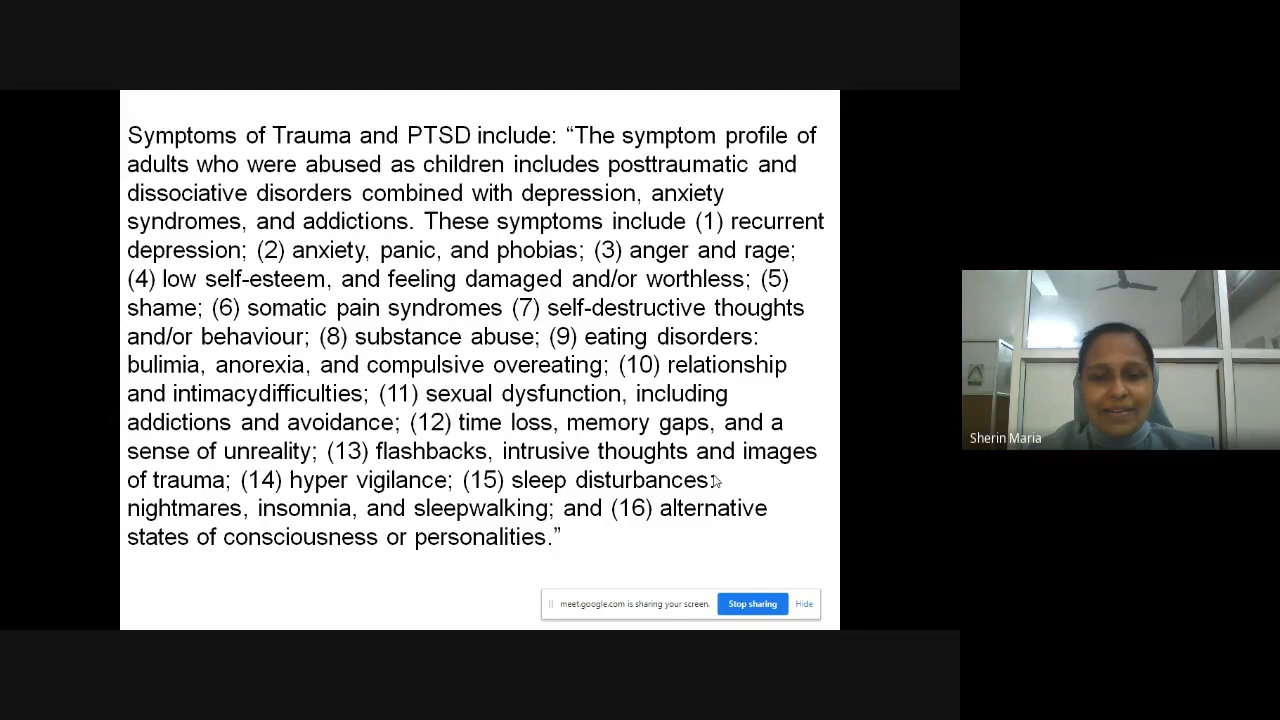 Symptoms of Trauma and PTSD include: “The symptom profile of
adults who were abused as children includes posttraumatic and
dissociative disorders combined with depression, anxiety
syndromes, and addictions. These symptoms include (1) recurrent
depression; (2) anxiety, panic, and phobias; (3) anger and rage;
(4) low self-esteem, and feeling damaged and/or worthless; (5)
shame; (6) somatic pain syndromes (7) self-destructive thoughts
and/or behaviour; (8) substance abuse; (9) eating disorders:
bulimia, anorexia, and compulsive overeating; (10) relationship
and intimacydifficulties; (11) sexual dysfunction, including
addictions and avoidance; (12) time loss, memory gaps, and a
sense of unreality; (13) flashbacks, intrusive thoughts and images
of trauma; (14) hyper vigilance; (15) sleep disturbances:
nightmares, insomnia, and sleepwalking; and (16) alternative
states of consciousness or personalities.”
meet.google.com is sharing your screen.
Stop sharing
Hide
Sherin Maria